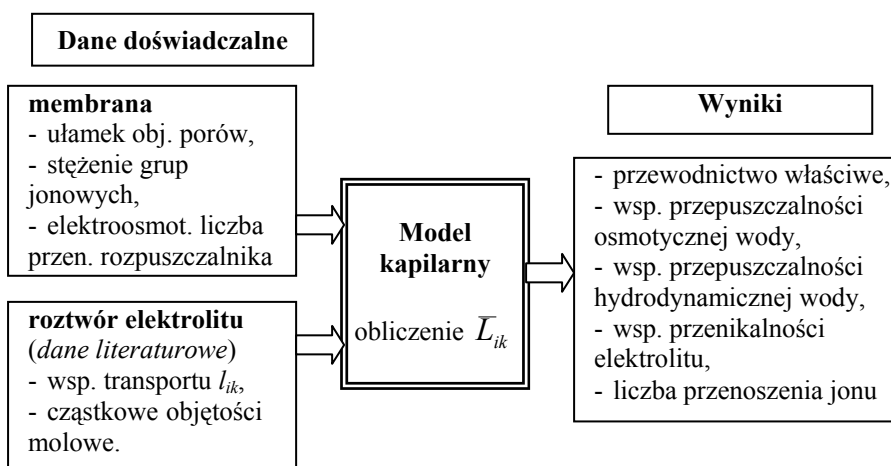 Dane doświadczalne
membrana
- ułamek obj. porów,
- stężenie grup
jonowych,
- elektroosmot. liczba
przen. rozpuszczalnika
roztwór elektrolitu
(dane literaturowe)
- wsp. transportu lik,
- cząstkowe objętości
molowe.
Model
kapilarny
obliczenie L̅ik
Wyniki
- przewodnictwo właściwe,
- wsp. przepuszczalności
osmotycznej wody,
- wsp. przepuszczalności
hydrodynamicznej wody,
- wsp. przenikalności
elektrolitu,
- liczba przenoszenia jonu